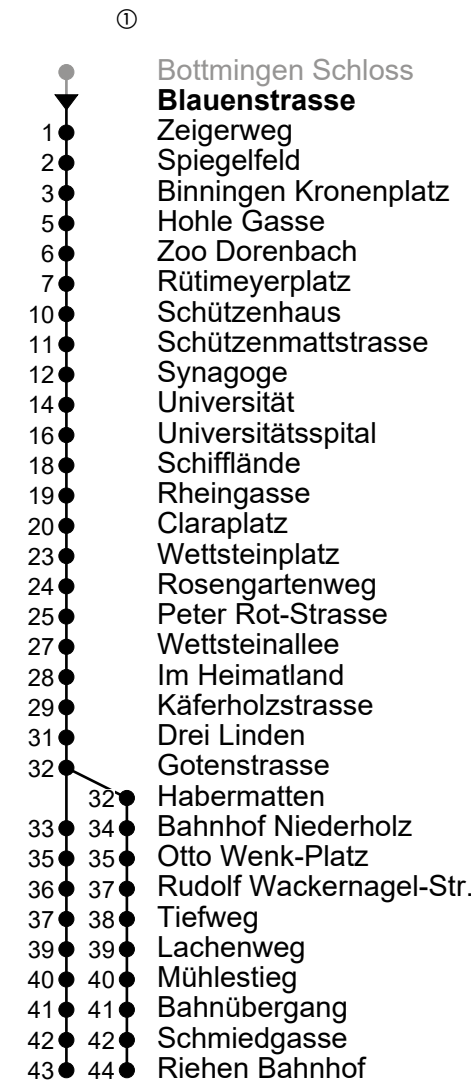 ①
Bottmingen Schloss
Blauenstrasse
1 Zeigerweg
2 Spiegelfeld
3 Binningen Kronenplatz
5 Hohle Gasse
6 Zoo Dorenbach
7 Rütimeyerplatz
10 Schützenhaus
11 Schützenmattstrasse
12 Synagoge
14 Universität
16 Universitätsspital
18 Schifflände
19 Rheingasse
20 Claraplatz
23 Wettsteinplatz
24 Rosengartenweg
25 Peter Rot-Strasse
27 Wettsteinallee
28 Im Heimatland
29 Käferholzstrasse
31 Drei Linden
32 Gotenstrasse
32 Habermatten
33 34 Bahnhof Niederholz
35 35 Otto Wenk-Platz
36 37 Rudolf Wackernagel-Str.
37 38 Tiefweg
39 39 Lachenweg
40 40 Mühlestieg
41 41 Bahnübergang
42 42 Schmiedgasse
43 44 Riehen Bahnhof